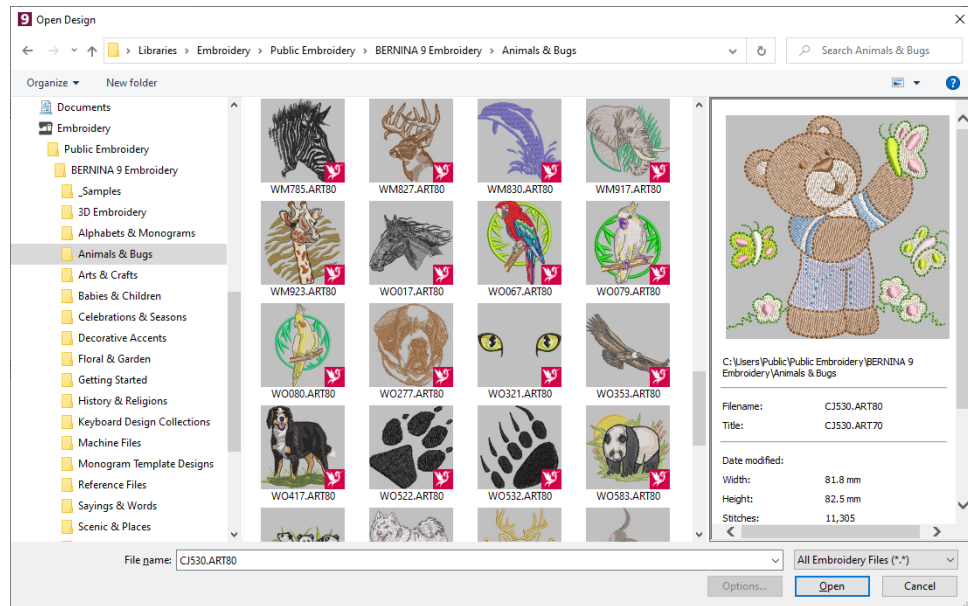 9 Open Design
Libraries > Embroidery > Public Embroidery > BERNINA 9 Embroidery > Animals & Bugs
Search Animals & Bugs
Organize
New folder
Documents
Embroidery
Public Embroidery
BERNINA 9 Embroidery
_Samples
3D Embroidery
Alphabets & Monograms
Animals & Bugs
Arts & Crafts
Babies & Children
Celebrations & Seasons
Decorative Accents
Floral & Garden
Getting Started
History & Religions
Keyboard Design Collections
Machine Files
Monogram Template Designs
Reference Files
Sayings & Words
Scenic & Places
WM785.ART80
WM827.ART80
WM830.ART80
WM917.ART80
WM923.ART80
WO017.ART80
WO067.ART80
WO079.ART80
WO080.ART80
WO277.ART80
WO321.ART80
WO353.ART80
WO417.ART80
WO522.ART80
WO532.ART80
WO583.ART80
C:\Users\Public\Public Embroidery\BERNINA 9
Embroidery\Animals & Bugs
Filename: CJ530.ART80
Title: CJ530.ART70
Date modified:
Width: 81.8 mm
Height: 82.5 mm
Stitches: 11,305
File name: CJ530.ART80
All Embroidery Files (*.*)
Options...
Open
Cancel